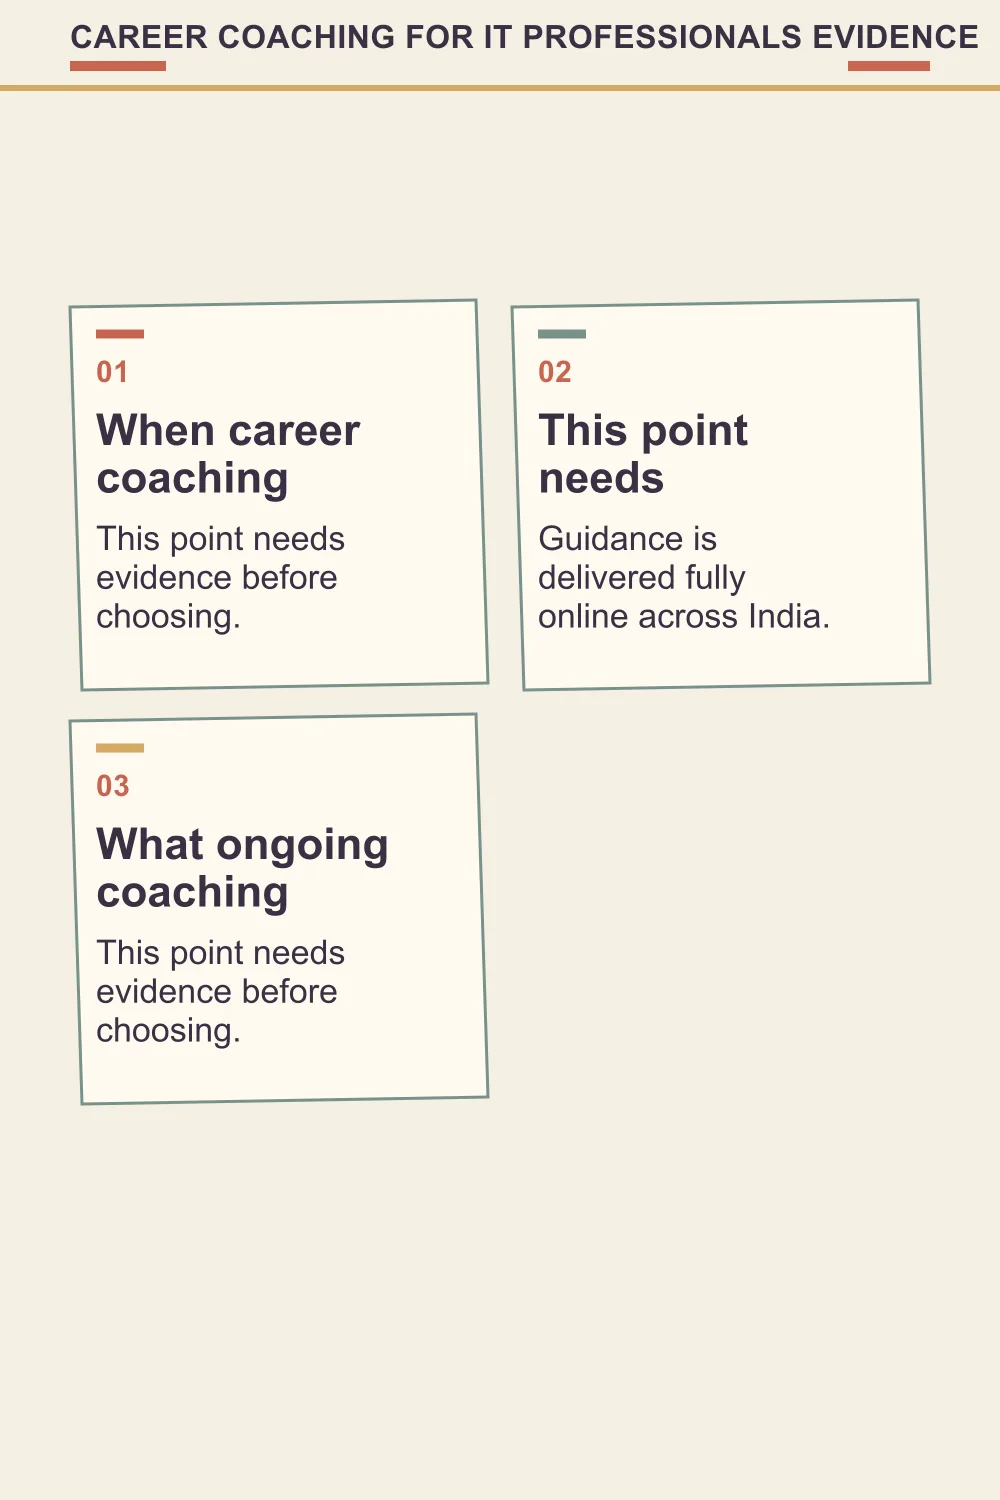 CAREER COACHING FOR IT PROFESSIONALS EVIDENCE
01
When career
coaching
This point needs
evidence before
choosing.
02
This point
needs
Guidance is
delivered fully
online across India.
03
What ongoing
coaching
This point needs
evidence before
choosing.